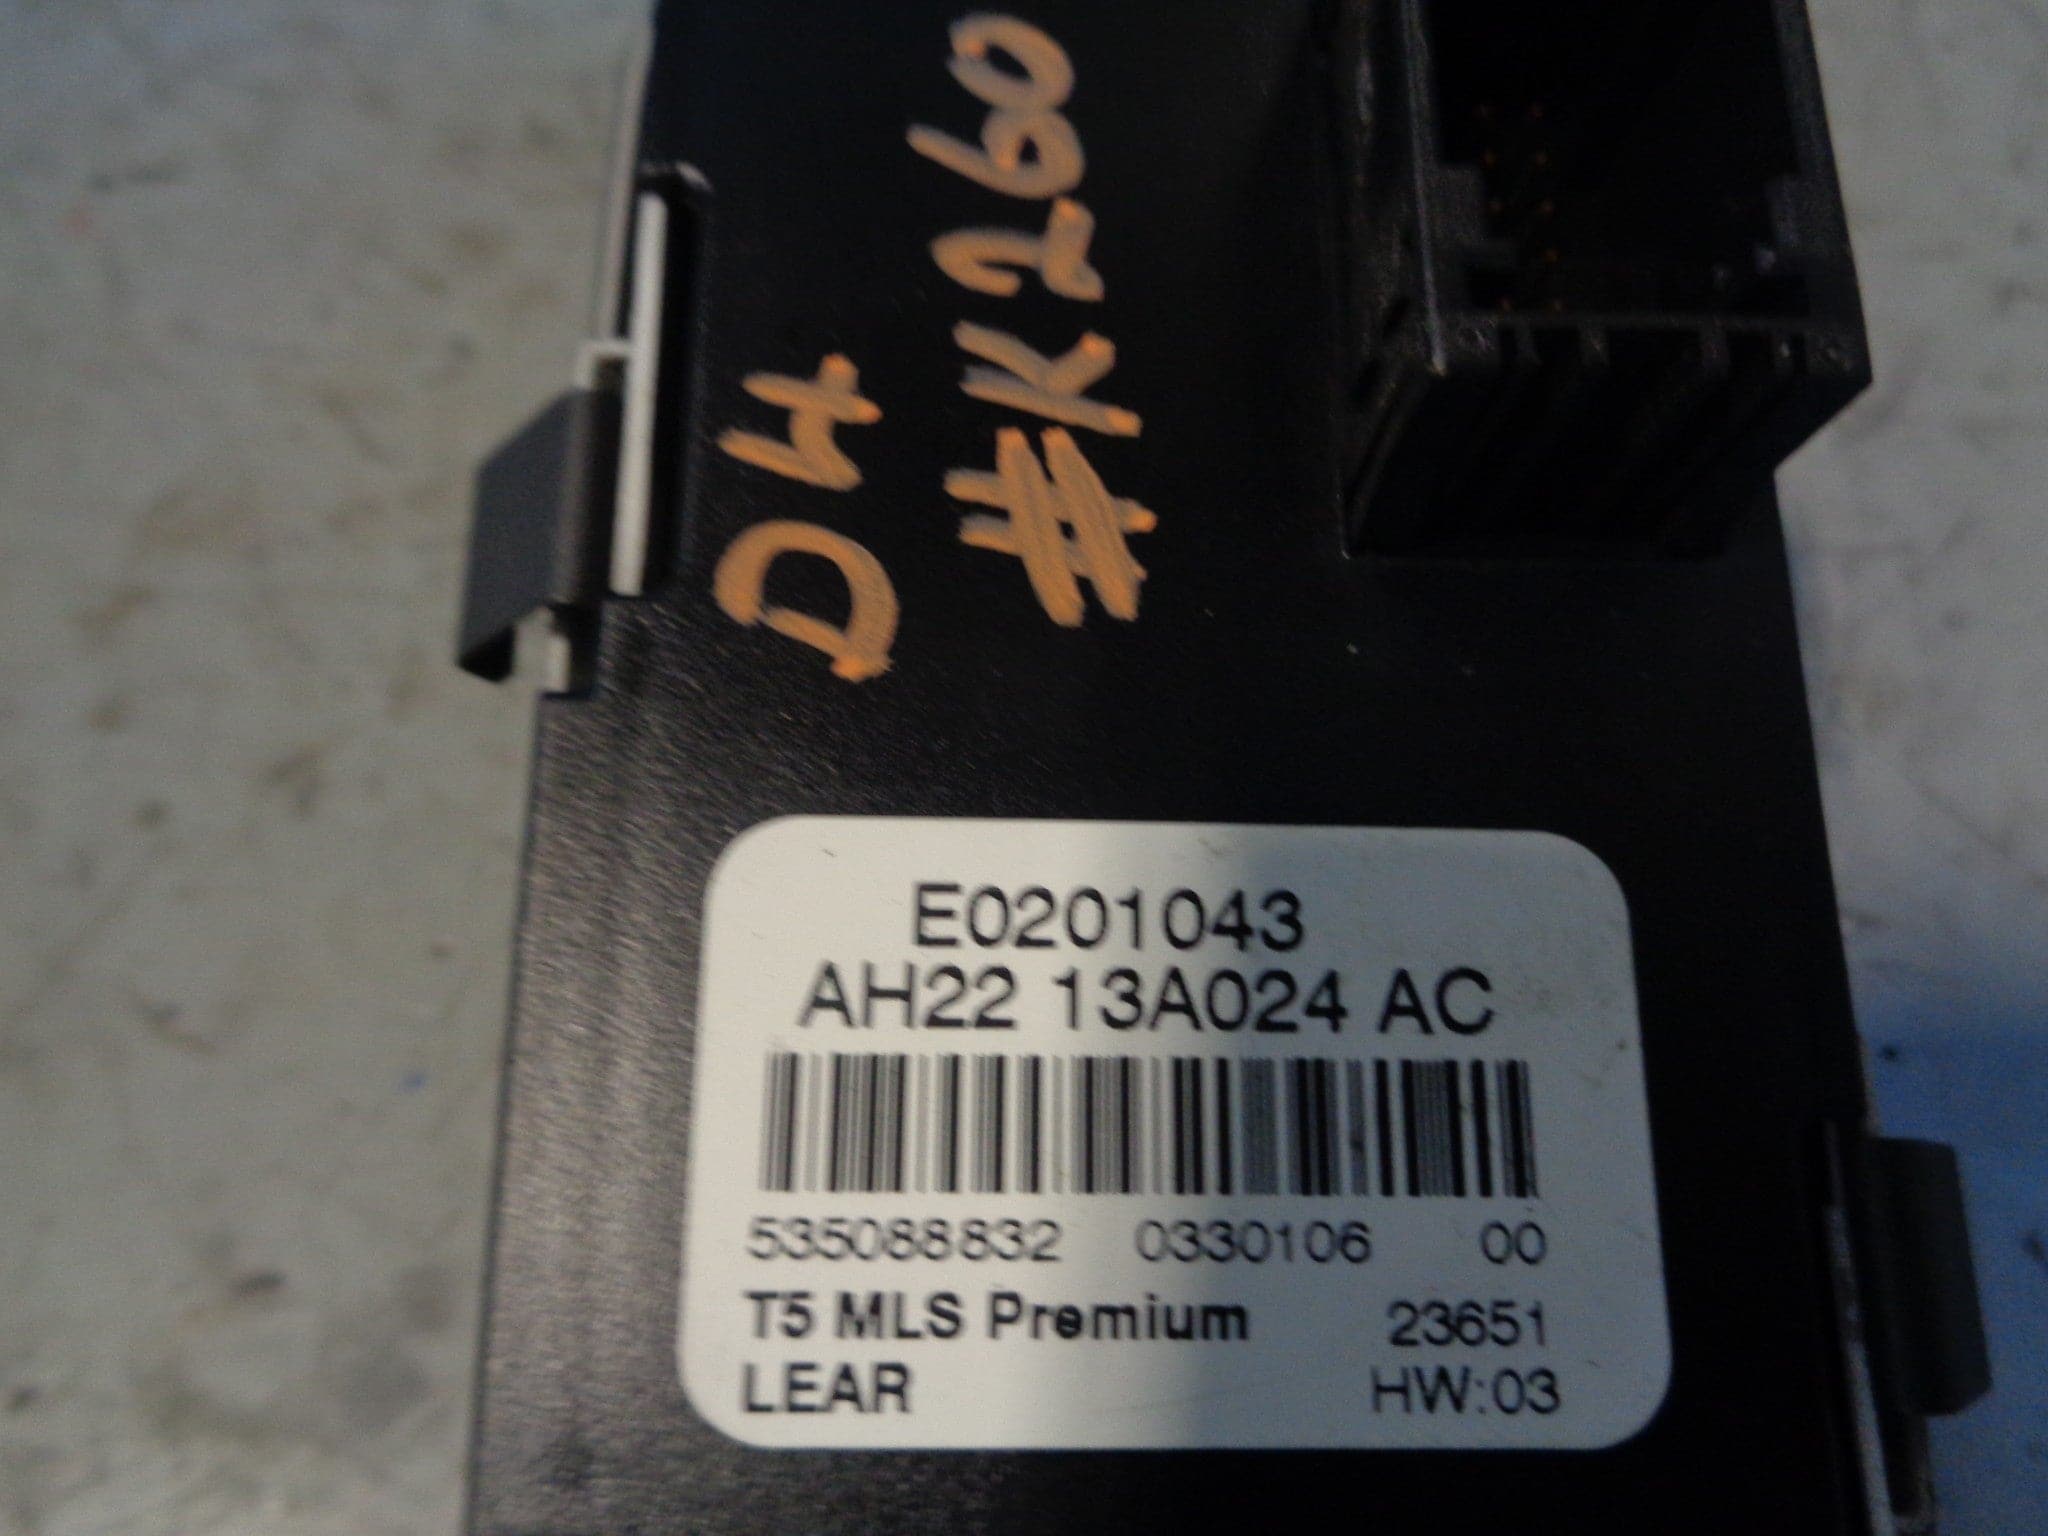 D4
#K260
E0201043
AH22 13A024 AC
535088832 0330106 00
T5 MLS Premium 23651
LEAR HW:03